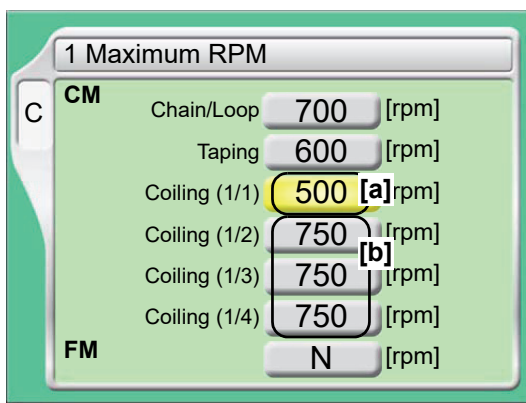 1 Maximum RPM
C
CM
Chain/Loop 700 [rpm]
Taping 600 [rpm]
Coiling (1/1) 500 [a] rpm]
Coiling (1/2) 750 [rpm]
[b]
Coiling (1/3) 750 [rpm]
Coiling (1/4) 750 [rpm]
FM N [rpm]